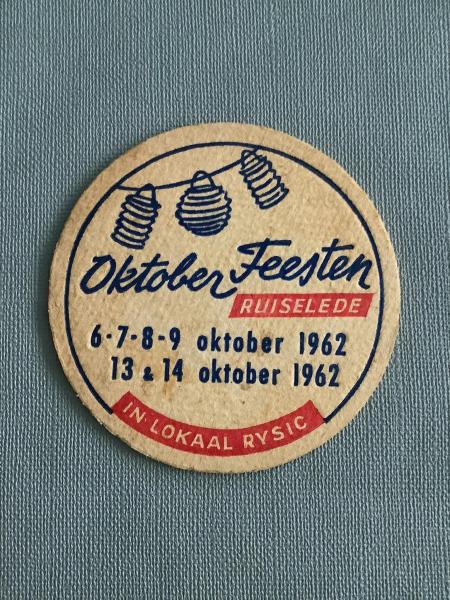 Oktober Feesten
RUISELEDE
6-7-8-9 oktober 1962
13 & 14 oktober 1962
IN LOKAAL RYSIC